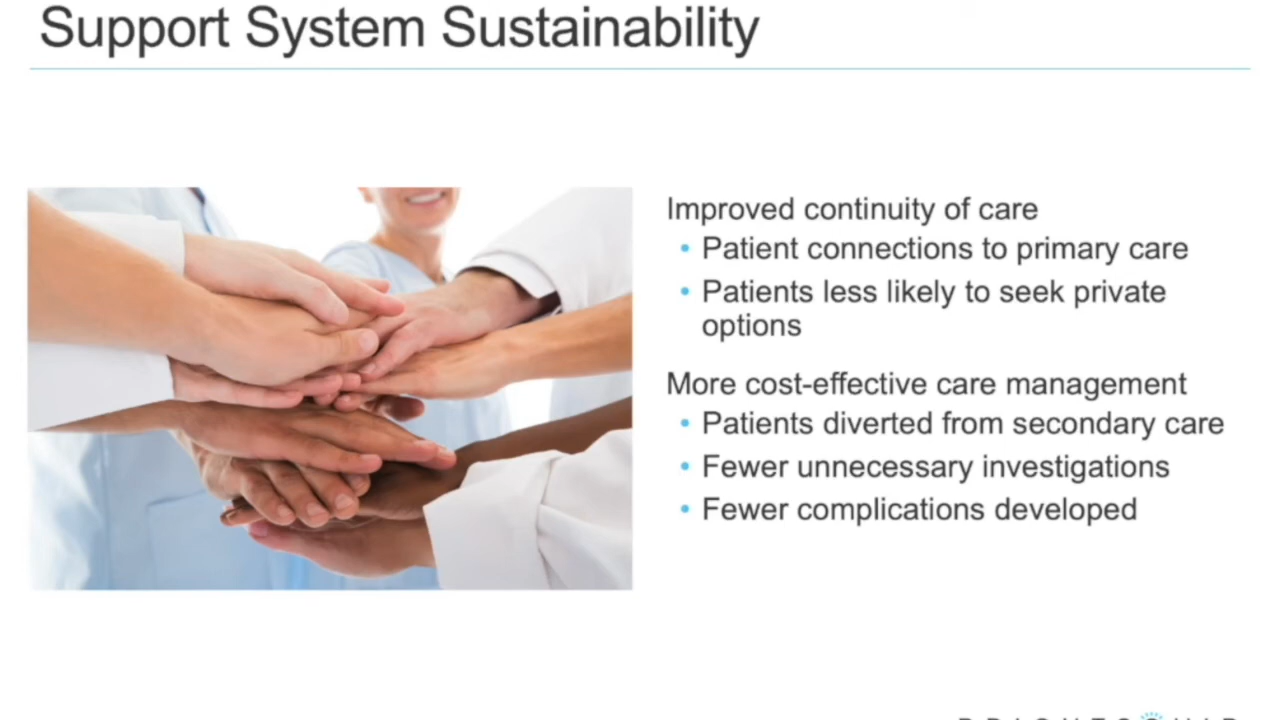 Support System Sustainability
Improved continuity of care
• Patient connections to primary care
• Patients less likely to seek private
options
More cost-effective care management
• Patients diverted from secondary care
• Fewer unnecessary investigations
• Fewer complications developed